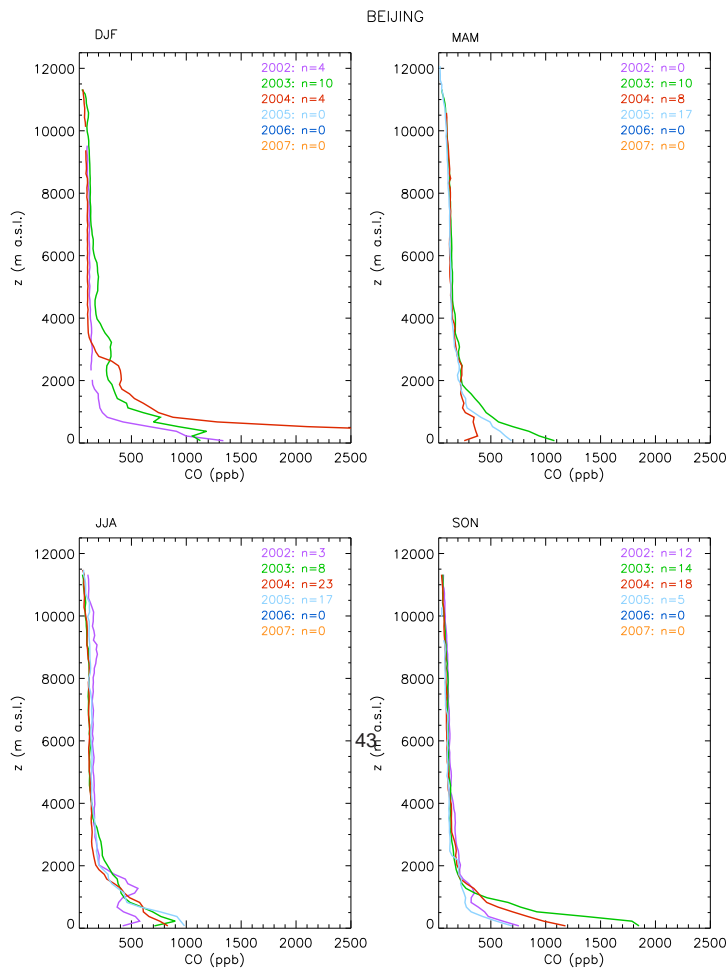 BEIJING
DJF
12000
10000
8000
6000
4000
2000
0
z (m a.s.l.)
2002: n=4
2003: n=10
2004: n=4
2005: n=0
2006: n=0
2007: n=0
500 1000 1500 2000 2500
CO (ppb)
MAM
12000
10000
8000
6000
4000
2000
0
z (m a.s.l.)
2002: n=0
2003: n=10
2004: n=8
2005: n=17
2006: n=0
2007: n=0
500 1000 1500 2000 2500
CO (ppb)
JJA
12000
10000
8000
6000
4000
2000
0
z (m a.s.l.)
2002: n=3
2003: n=8
2004: n=23
2005: n=17
2006: n=0
2007: n=0
500 1000 1500 2000 2500
CO (ppb)
43
SON
12000
10000
8000
6000
4000
2000
0
z (m a.s.l.)
2002: n=12
2003: n=14
2004: n=18
2005: n=5
2006: n=0
2007: n=0
500 1000 1500 2000 2500
CO (ppb)